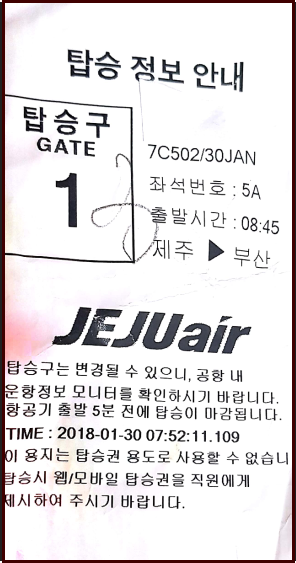 탑승 정보 안내
탑승구
GATE
1
7C502/30JAN
좌석번호 : 5A
출발시간 : 08:45
제주 ▶ 부산
JEJUair
탑승구는 변경될 수 있으니, 공항 내
운항정보 모니터를 확인하시기 바랍니다.
항공기 출발 5분 전에 탑승이 마감됩니다.
TIME : 2018-01-30 07:52:11.109
이 용지는 탑승권 용도로 사용할 수 없습니
탑승시 웹/모바일 탑승권을 직원에게
제시하여 주시기 바랍니다.